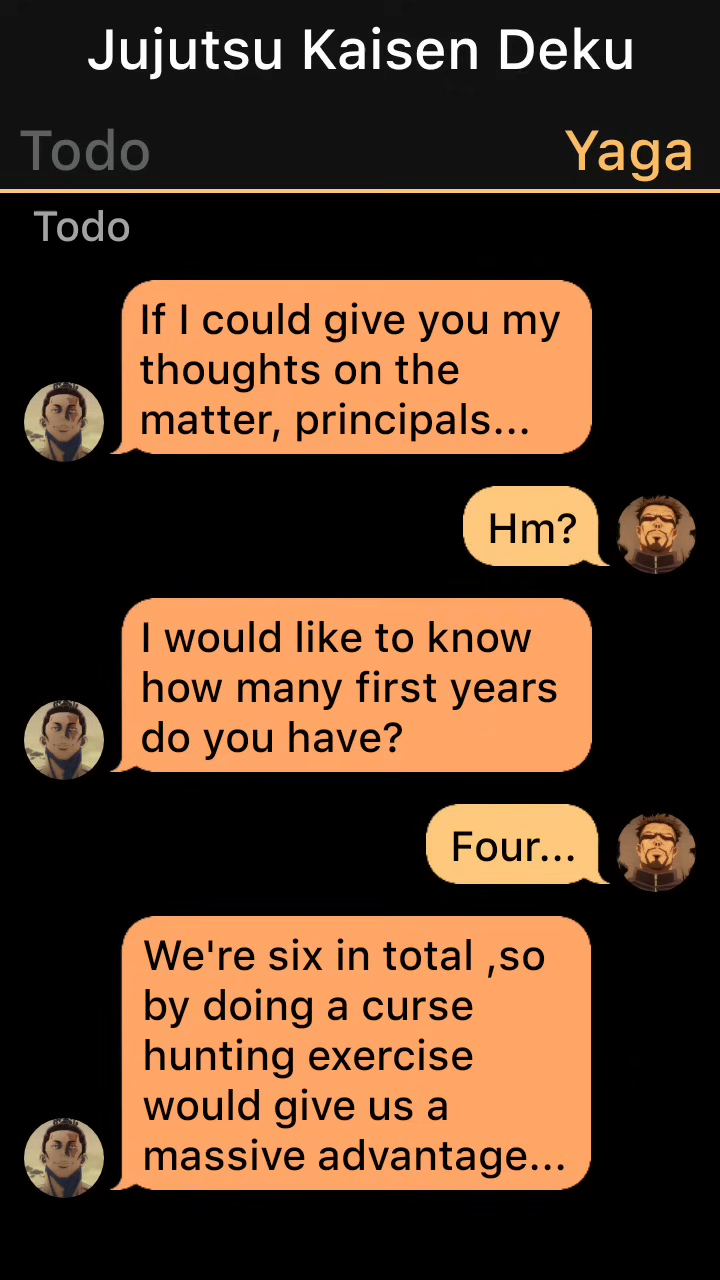 Jujutsu Kaisen Deku
Todo
Yaga
Todo
If I could give you my
thoughts on the
matter, principals...
Hm?
I would like to know
how many first years
do you have?
Four...
We're six in total ,so
by doing a curse
hunting exercise
would give us a
massive advantage...